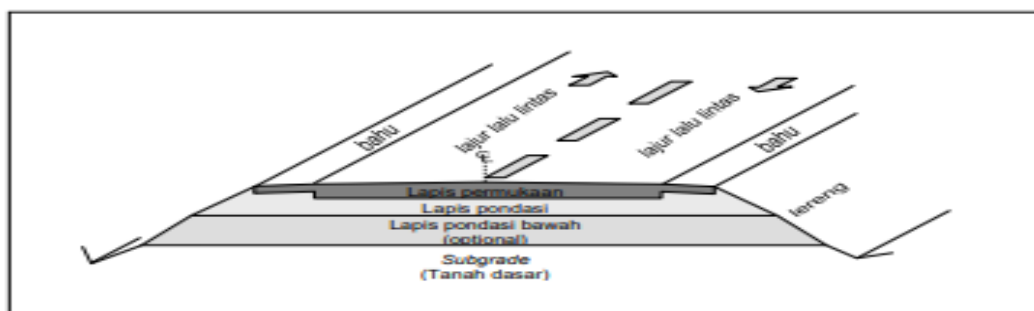 bahu
lajur lalu lintas
lajur lalu lintas
bahu
lereng
Lapis permukaan
Lapis pondasi
Lapis pondasi bawah
(optional)
Subgrade
(Tanah dasar)